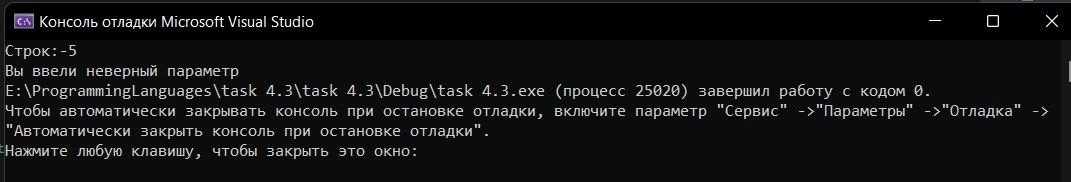 Консоль отладки Microsoft Visual Studio
Строк:-5
Вы ввели неверный параметр
E:\ProgrammingLanguages\task 4.3\task 4.3\Debug\task 4.3.exe (процесс 25020) завершил работу с кодом 0.
Чтобы автоматически закрывать консоль при остановке отладки, включите параметр "Сервис" ->"Параметры" ->"Отладка" ->
"Автоматически закрыть консоль при остановке отладки".
Нажмите любую клавишу, чтобы закрыть это окно: